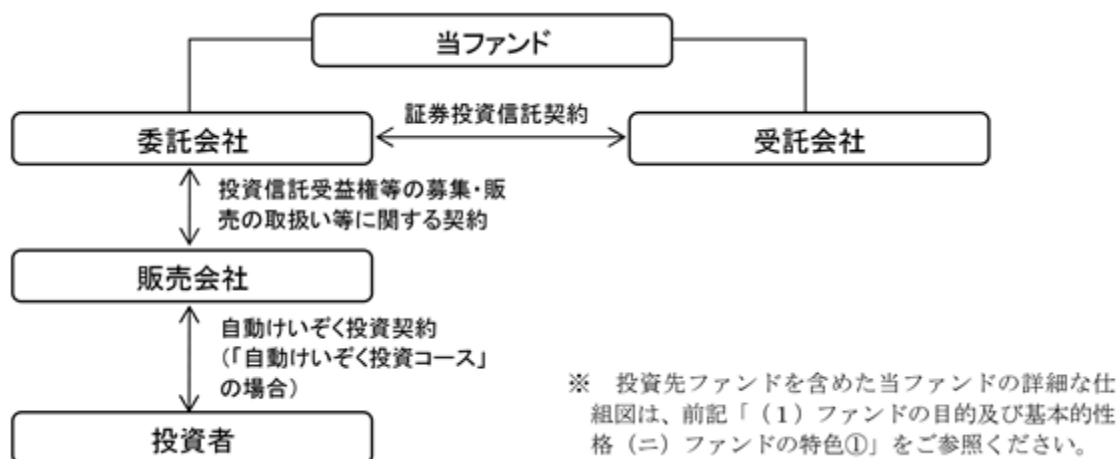 当ファンド
証券投資信託契約
委託会社
受託会社
投資信託受益権等の募集・販
売の取扱い等に関する契約
販売会社
自動けいぞく投資契約
(「自動けいぞく投資コース」
の場合)
投資者
※ 投資先ファンドを含めた当ファンドの詳細な仕
組図は、前記「(1)ファンドの目的及び基本的性
格(ニ)ファンドの特色①」をご参照ください。